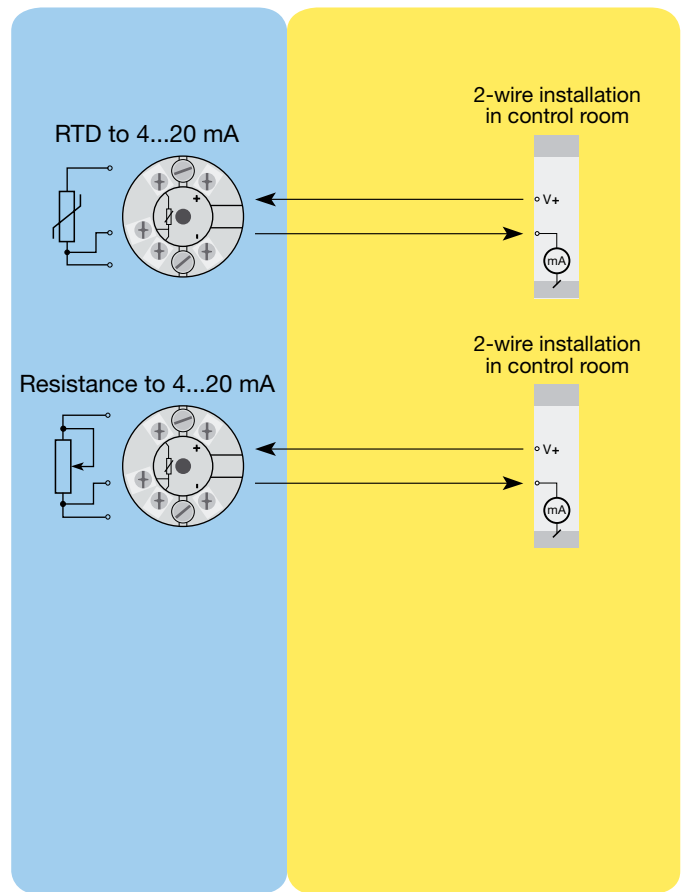 2-wire installation
in control room
RTD to 4...20 mA
+
V+
-
mA
2-wire installation
in control room
Resistance to 4...20 mA
+
V+
-
mA